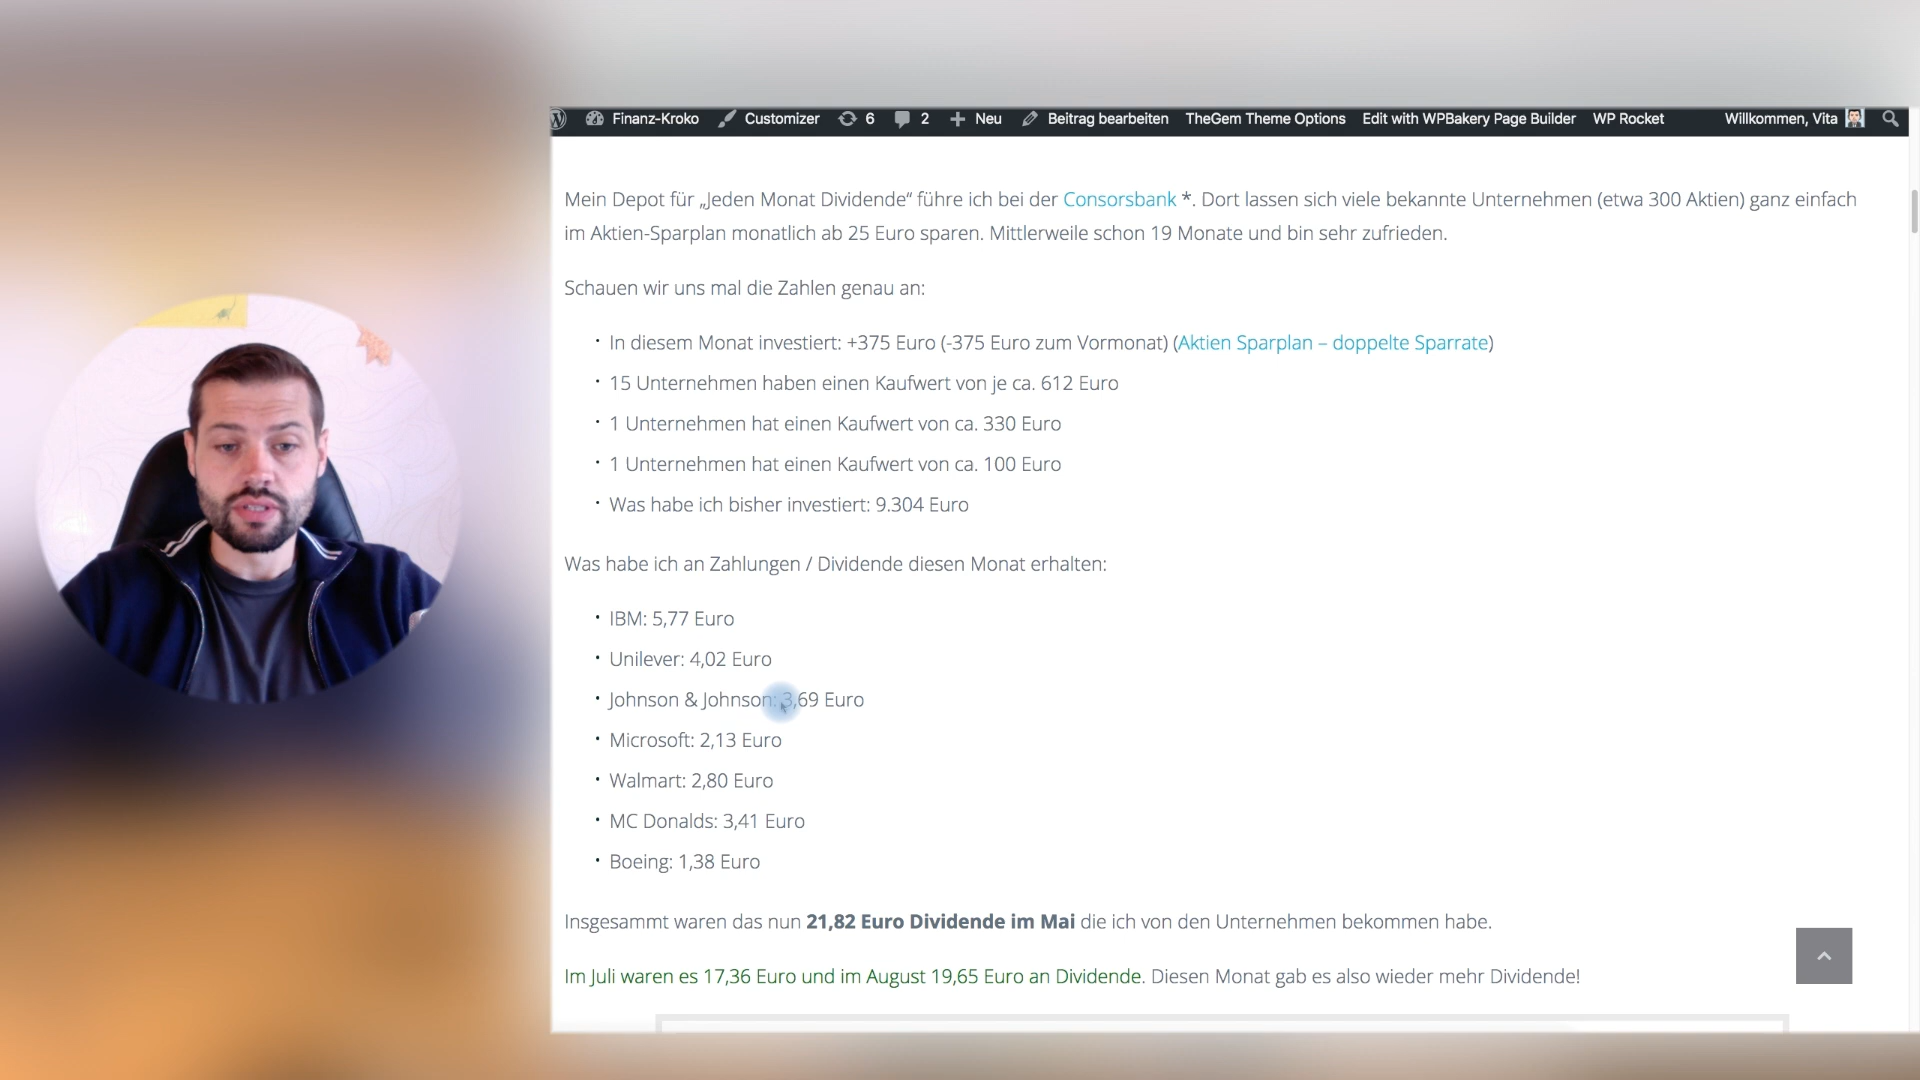 Finanz-Kroko Customizer 6 2 Neu Beitrag bearbeiten TheGem Theme Options Edit with WPBakery Page Builder WP Rocket Willkommen, Vita
Mein Depot für „Jeden Monat Dividende“ führe ich bei der Consorsbank *. Dort lassen sich viele bekannte Unternehmen (etwa 300 Aktien) ganz einfach
im Aktien-Sparplan monatlich ab 25 Euro sparen. Mittlerweile schon 19 Monate und bin sehr zufrieden.
Schauen wir uns mal die Zahlen genau an:
• In diesem Monat investiert: +375 Euro (-375 Euro zum Vormonat) (Aktien Sparplan – doppelte Sparrate)
• 15 Unternehmen haben einen Kaufwert von je ca. 612 Euro
• 1 Unternehmen hat einen Kaufwert von ca. 330 Euro
• 1 Unternehmen hat einen Kaufwert von ca. 100 Euro
• Was habe ich bisher investiert: 9.304 Euro
Was habe ich an Zahlungen / Dividende diesen Monat erhalten:
• IBM: 5,77 Euro
• Unilever: 4,02 Euro
• Johnson & Johnson: 3,69 Euro
• Microsoft: 2,13 Euro
• Walmart: 2,80 Euro
• MC Donalds: 3,41 Euro
• Boeing: 1,38 Euro
Insgesammt waren das nun 21,82 Euro Dividende im Mai die ich von den Unternehmen bekommen habe.
Im Juli waren es 17,36 Euro und im August 19,65 Euro an Dividende. Diesen Monat gab es also wieder mehr Dividende!